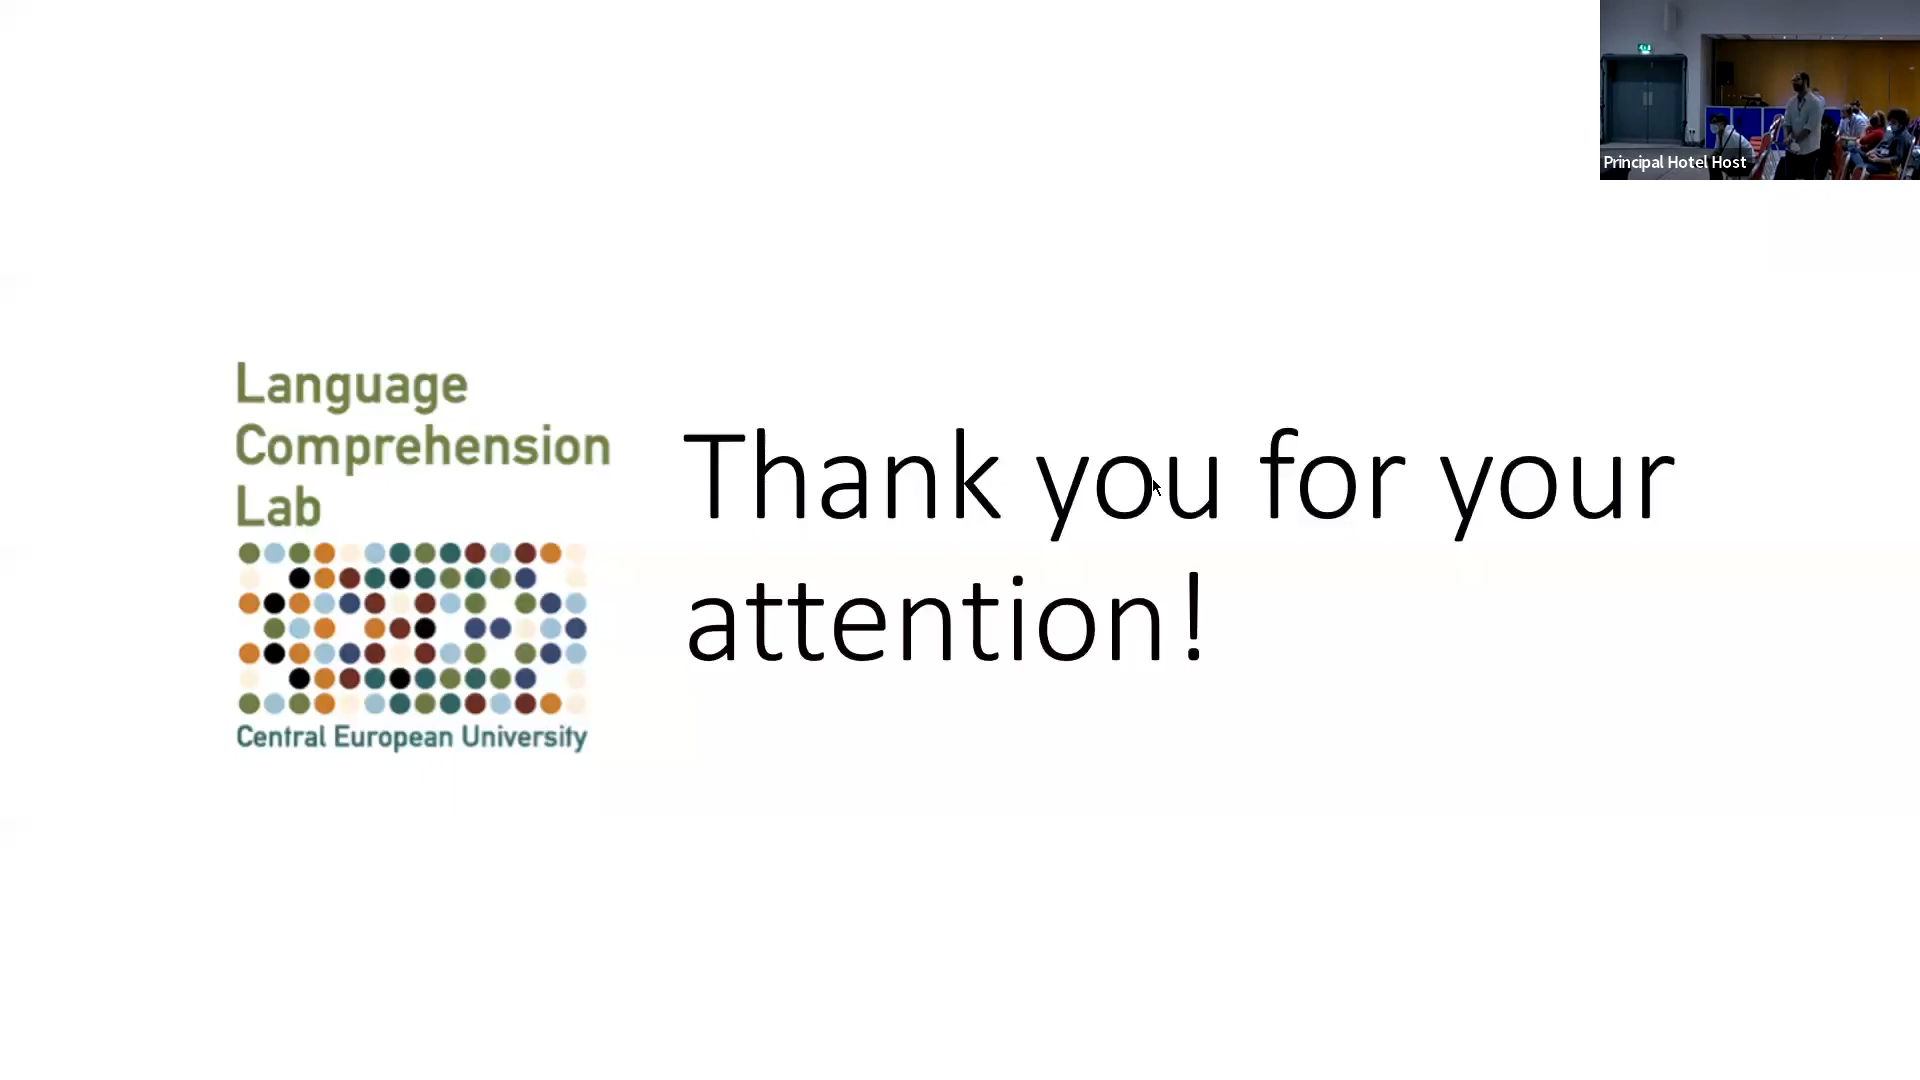 Principal Hotel Host
Language
Comprehension
Lab
Central European University
Thank you for your
attention!